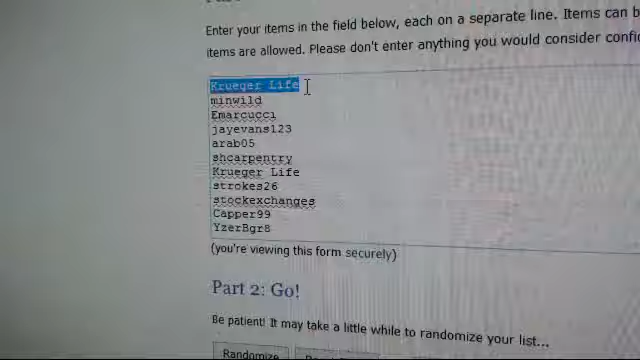 Enter your items in the field below, each on a separate line. Items can b
items are allowed. Please don't enter anything you would consider confi
Krueger Life
minwild
Emarcucci
jayevans123
arab05
shcarpentry
Krueger Life
strokes26
stockexchanges
Capper99
YzerBgr8
(you're viewing this form securely)
Part 2: Go!
Be patient! It may take a little while to randomize your list...
Randomize